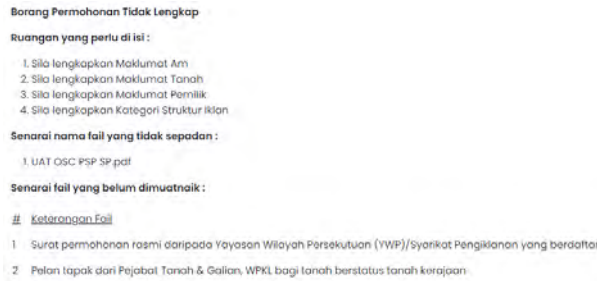 Borang Permohonan Tidak Lengkap
Ruangan yang perlu di isi :
1. Sila lengkapkan Maklumat Am
2. Sila lengkapkan Maklumat Tanah
3. Sila lengkapkan Maklumat Pemilik
4. Sila lengkapkan Kategori Struktur Iklan
Senarai nama fail yang tidak sepadan :
1. UAT OSC PSP SP.pdf
Senarai fail yang belum dimuatnaik :
# Keterangan Fail
1 Surat permohonan rasmi daripada Yayasan Wilayah Persekutuan (YWP)/Syarikat Pengiklanan yang berdaftar
2 Pelan tapak dari Pejabat Tanah & Galian, WPKL bagi tanah berstatus tanah kerajaan